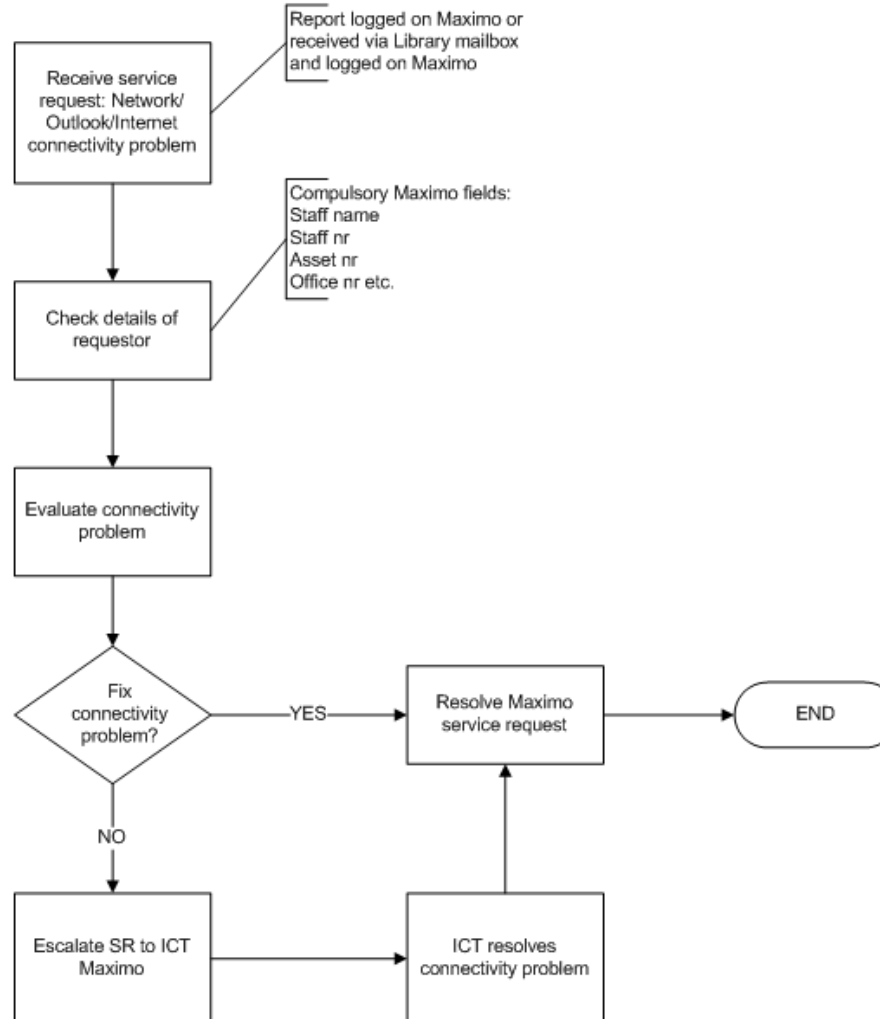 Report logged on Maximo or
received via Library mailbox
and logged on Maximo
Receive service
request: Network/
Outlook/Internet
connectivity problem
Compulsory Maximo fields:
Staff name
Staff nr
Asset nr
Office nr etc.
Check details of
requestor
Evaluate connectivity
problem
Fix
connectivity
problem?
YES
Resolve Maximo
service request
END
NO
Escalate SR to ICT
Maximo
ICT resolves
connectivity problem